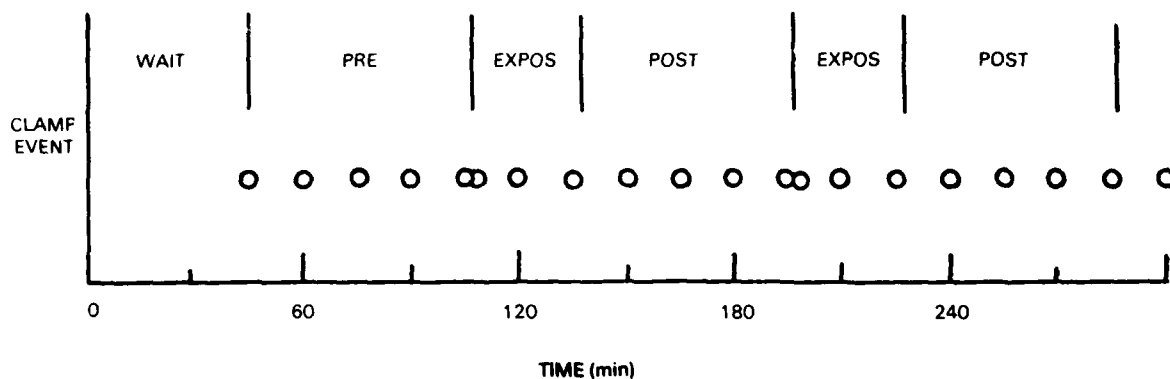 WAIT PRE EXPOS POST EXPOS POST
CLAMP
EVENT
0 60 120 180 240
TIME (min)